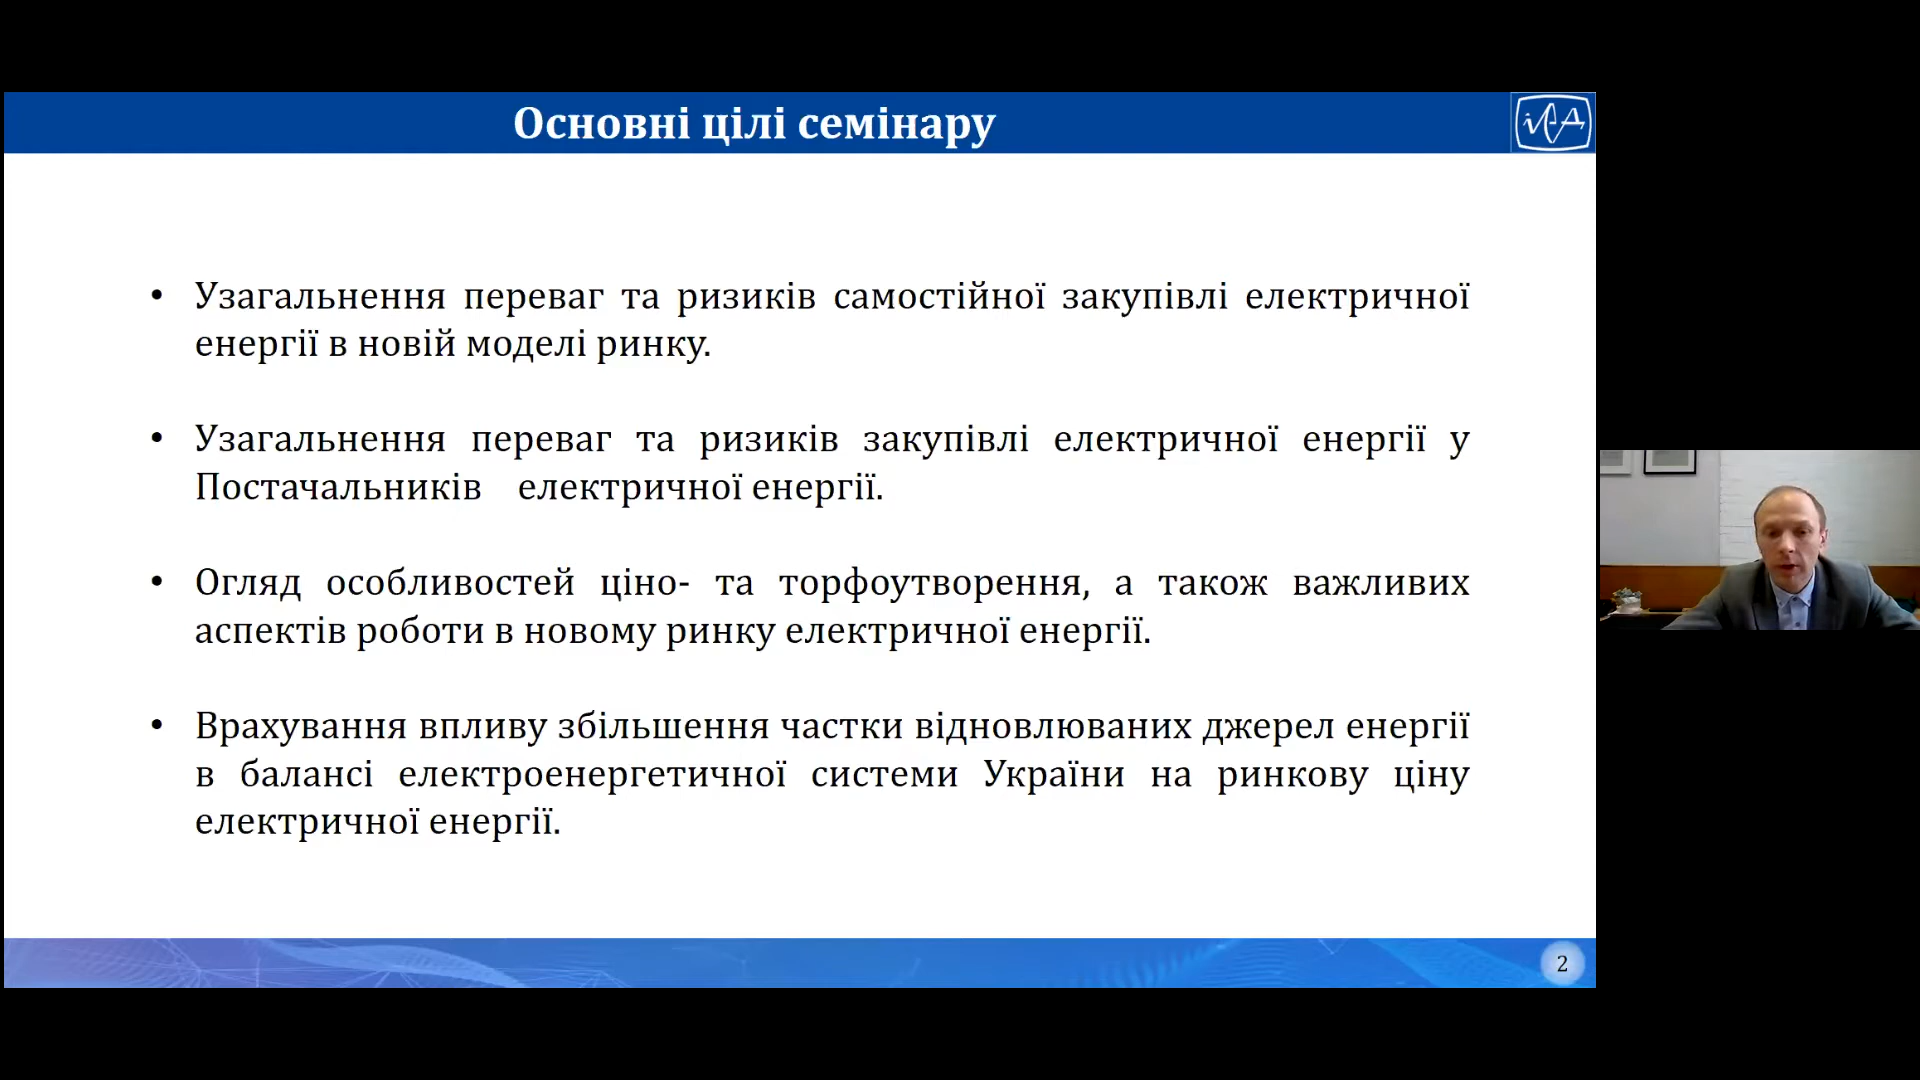 Основні цілі семінару
ІЕД
• Узагальнення переваг та ризиків самостійної закупівлі електричної
енергії в новій моделі ринку.
• Узагальнення переваг та ризиків закупівлі електричної енергії у
Постачальників електричної енергії.
• Огляд особливостей ціно- та торфоутворення, а також важливих
аспектів роботи в новому ринку електричної енергії.
• Врахування впливу збільшення частки відновлюваних джерел енергії
в балансі електроенергетичної системи України на ринкову ціну
електричної енергії.
2